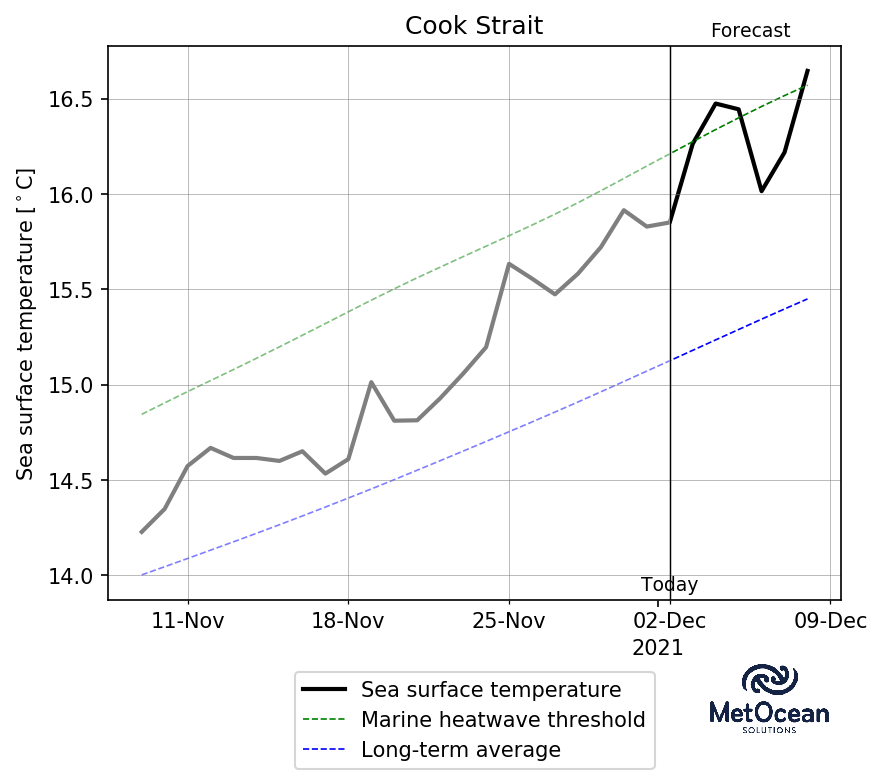 Cook Strait
Forecast
Sea surface temperature [°C]
16.5
16.0
15.5
15.0
14.5
14.0
Today
11-Nov 18-Nov 25-Nov 02-Dec 09-Dec
2021
Sea surface temperature
Marine heatwave threshold
Long-term average
MetOcean
SOLUTIONS